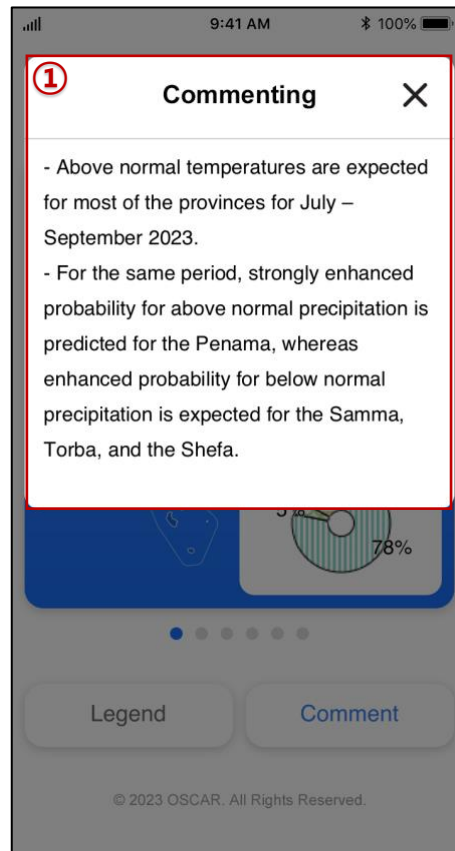 9:41 AM
100%
①
Commenting
- Above normal temperatures are expected
for most of the provinces for July –
September 2023.
- For the same period, strongly enhanced
probability for above normal precipitation is
predicted for the Penama, whereas
enhanced probability for below normal
precipitation is expected for the Samma,
Torba, and the Shefa.
78%
Legend
Comment
© 2023 OSCAR. All Rights Reserved.